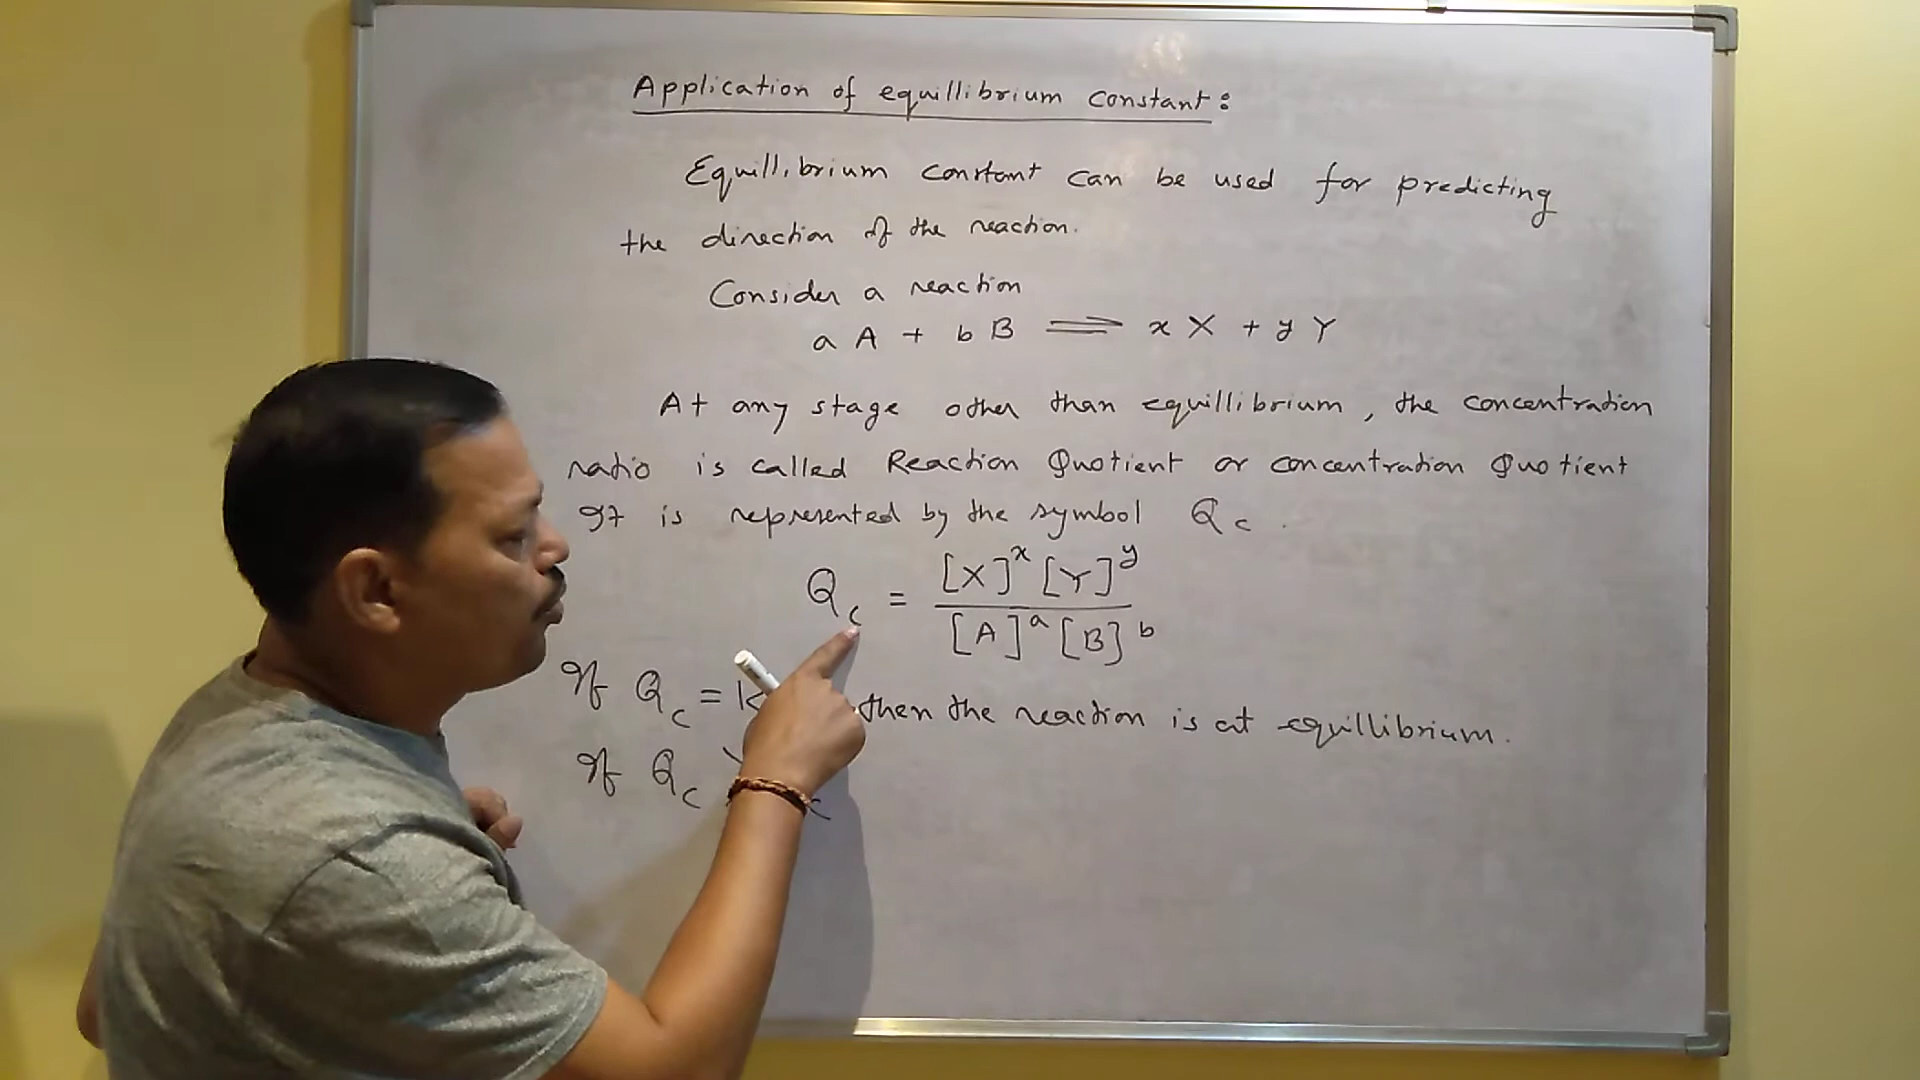 Application of equillibrium constant:
Equillibrium constant can be used for predicting
the direction of the reaction.
Consider a reaction
a A + b B ⇌ x X + y Y
At any stage other than equillibrium, the concentration
ratio is called Reaction Quotient or concentration Quotient
It is represented by the symbol Qc.
Qc = [X]^x [Y]^y / [A]^a [B]^b
If Qc = K then the reaction is at equillibrium.
If Qc